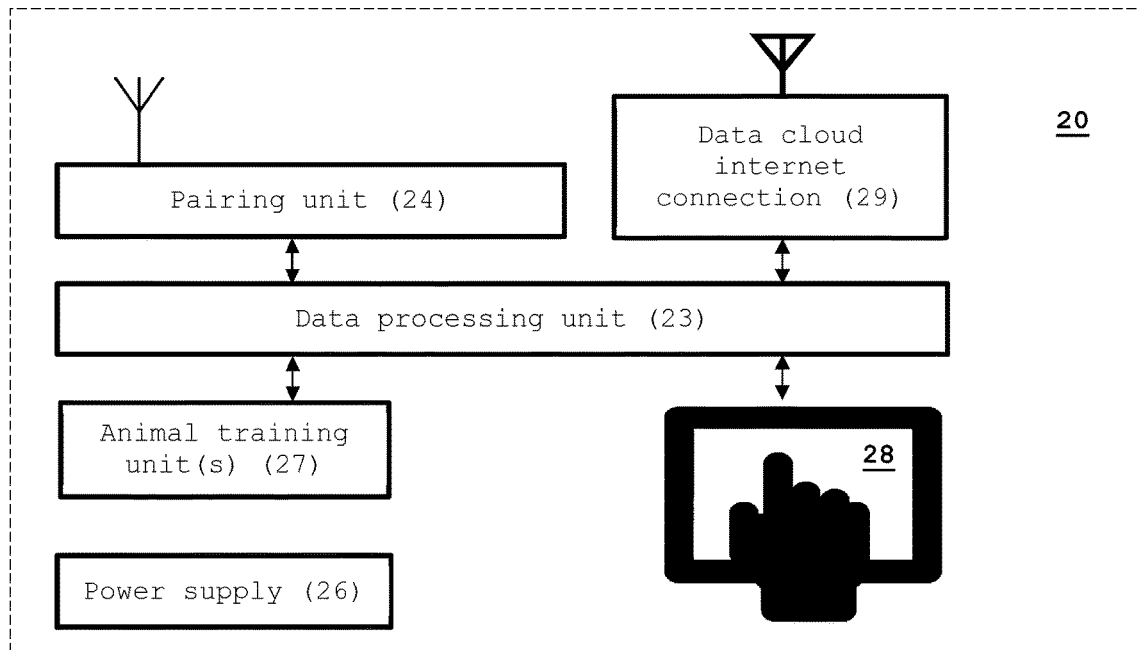 Data cloud
internet
connection (29)
20
Pairing unit (24)
Data processing unit (23)
Animal training
unit(s) (27)
28
Power supply (26)